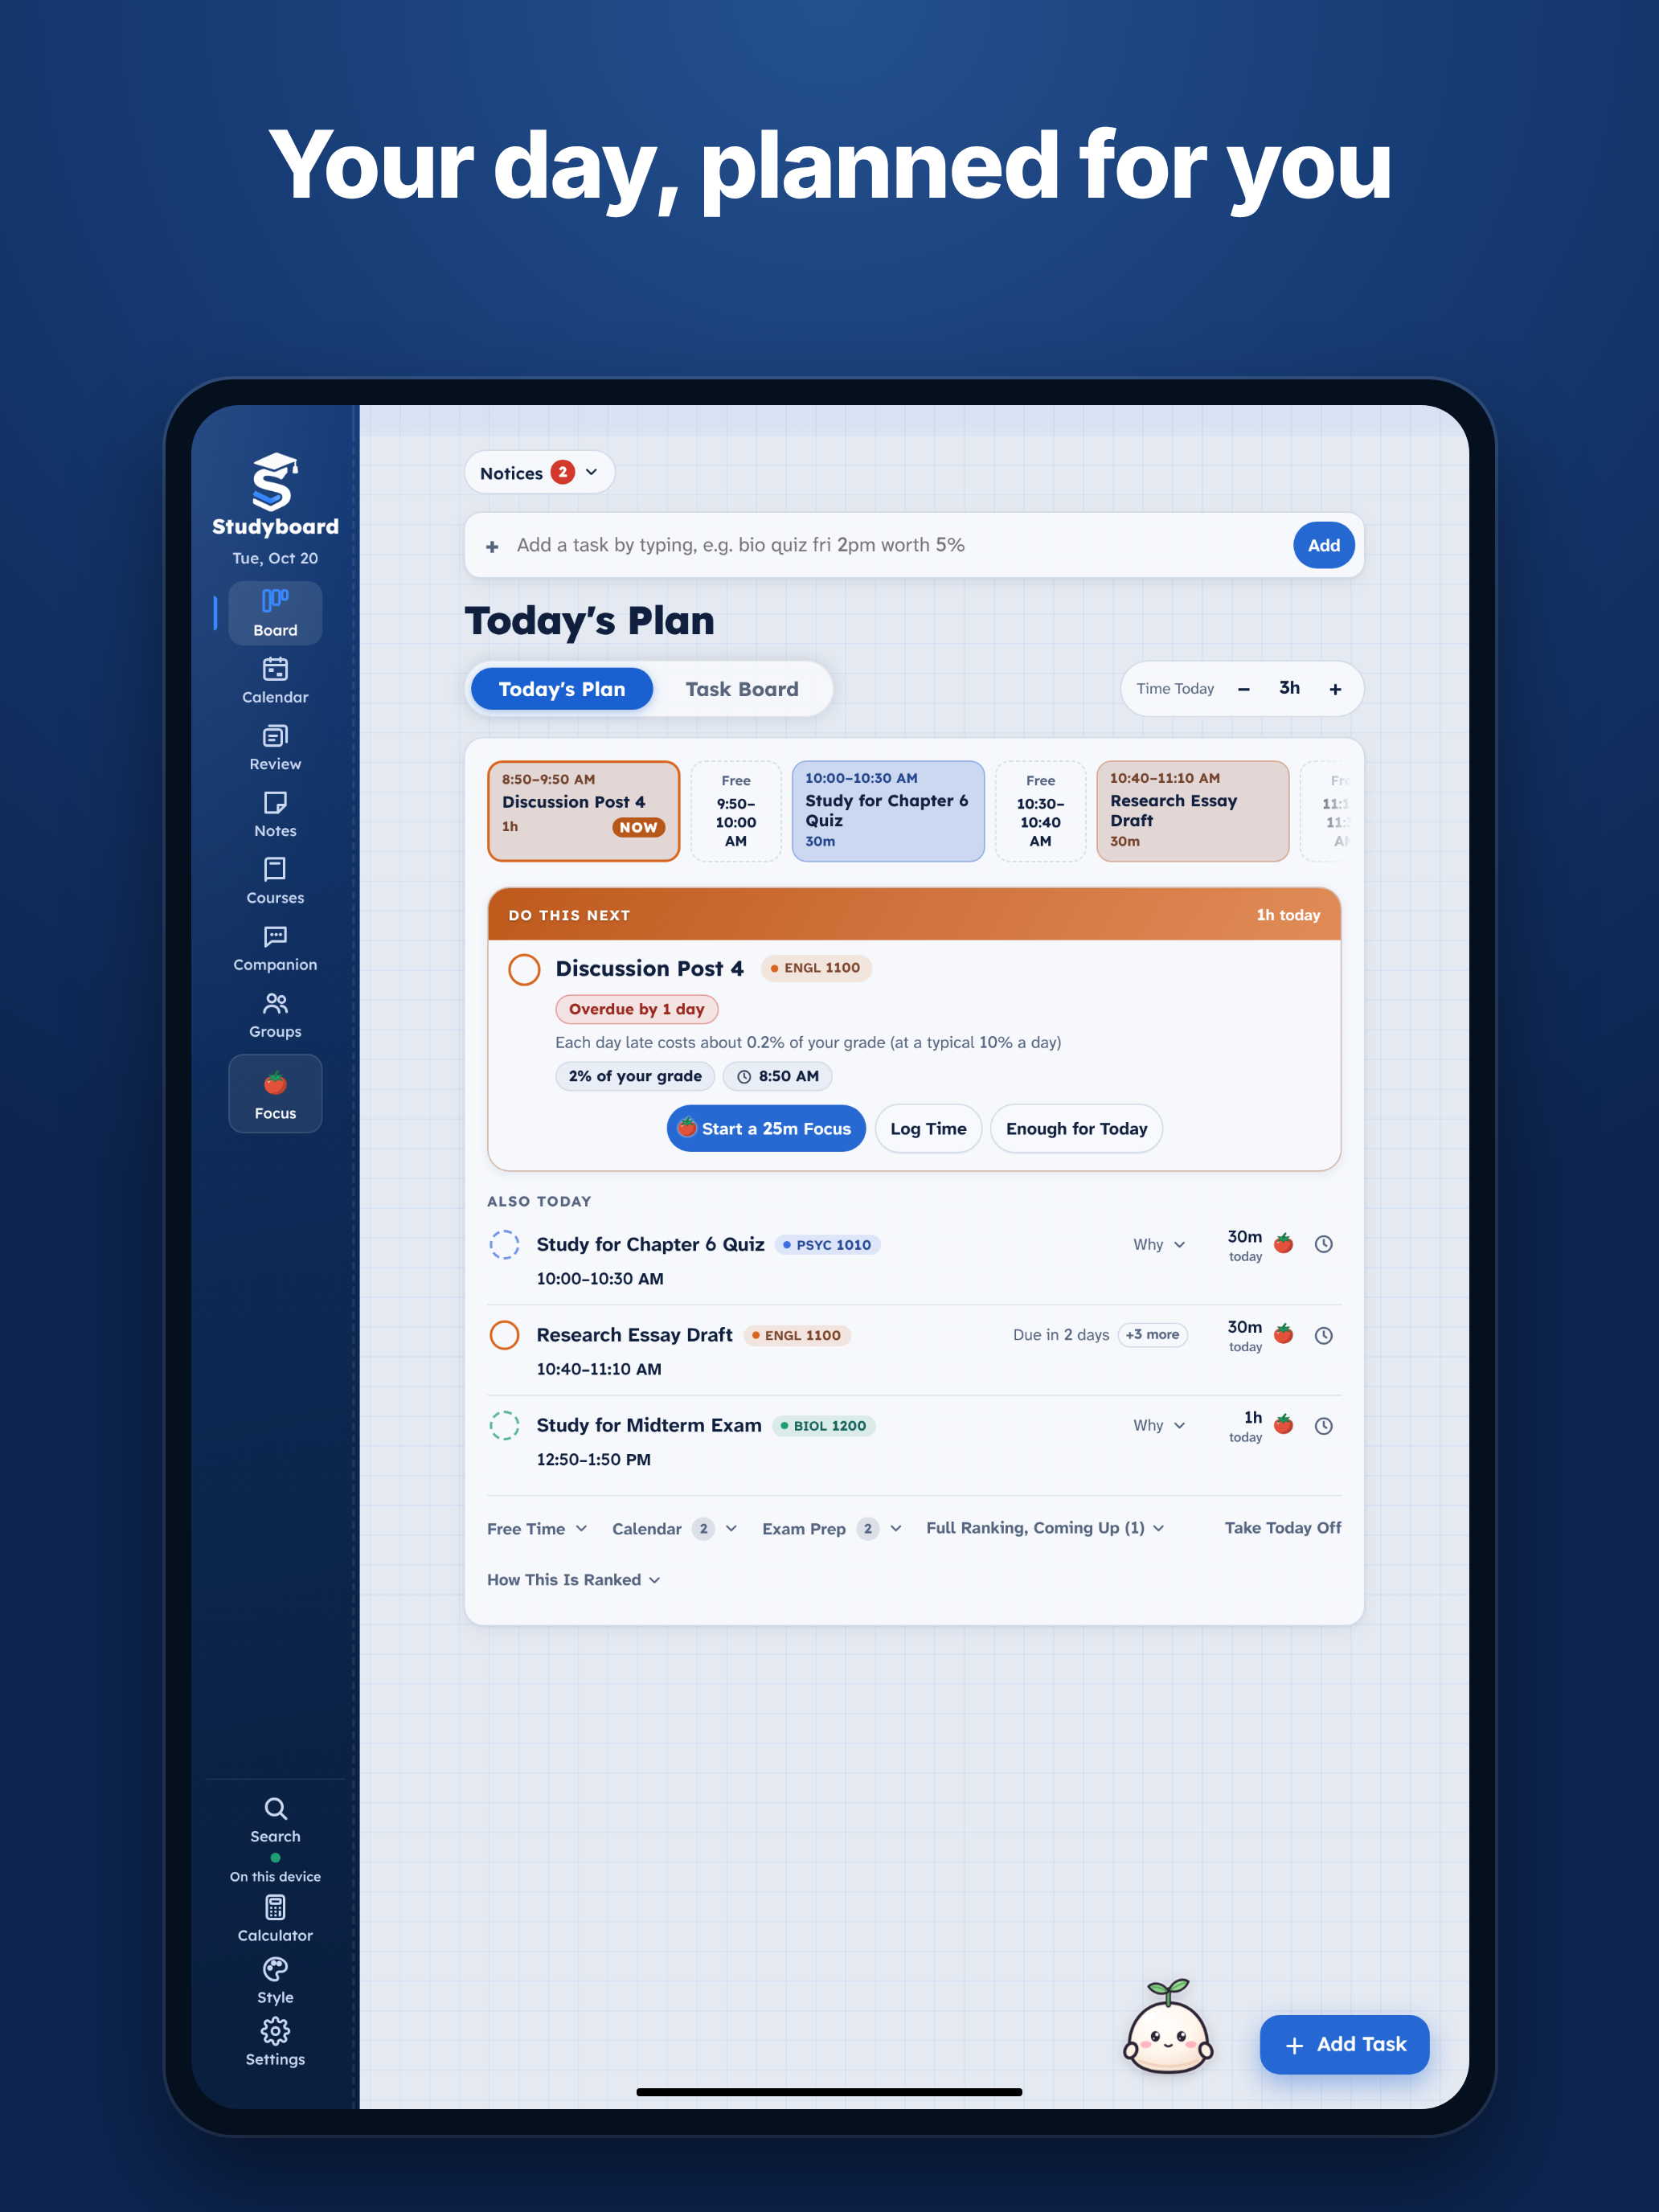 Your day, planned for you
Studyboard
Tue, Oct 20
Board
Calendar
Review
Notes
Courses
Companion
Groups
Focus
Search
On this device
Calculator
Style
Settings
Notices 2
+ Add a task by typing, e.g. bio quiz fri 2pm worth 5%
Add
Today's Plan
Today's Plan
Task Board
Time Today − 3h +
8:50–9:50 AM
Discussion Post 4
1h NOW
Free
9:50–
10:00
AM
10:00–10:30 AM
Study for Chapter 6
Quiz
30m
Free
10:30–
10:40
AM
10:40–11:10 AM
Research Essay
Draft
30m
DO THIS NEXT 1h today
Discussion Post 4 ENGL 1100
Overdue by 1 day
Each day late costs about 0.2% of your grade (at a typical 10% a day)
2% of your grade 8:50 AM
Start a 25m Focus Log Time Enough for Today
ALSO TODAY
Study for Chapter 6 Quiz PSYC 1010 Why 30m
today
10:00–10:30 AM
Research Essay Draft ENGL 1100 Due in 2 days +3 more 30m
today
10:40–11:10 AM
Study for Midterm Exam BIOL 1200 Why 1h
today
12:50–1:50 PM
Free Time Calendar 2 Exam Prep 2 Full Ranking, Coming Up (1) Take Today Off
How This Is Ranked
+ Add Task